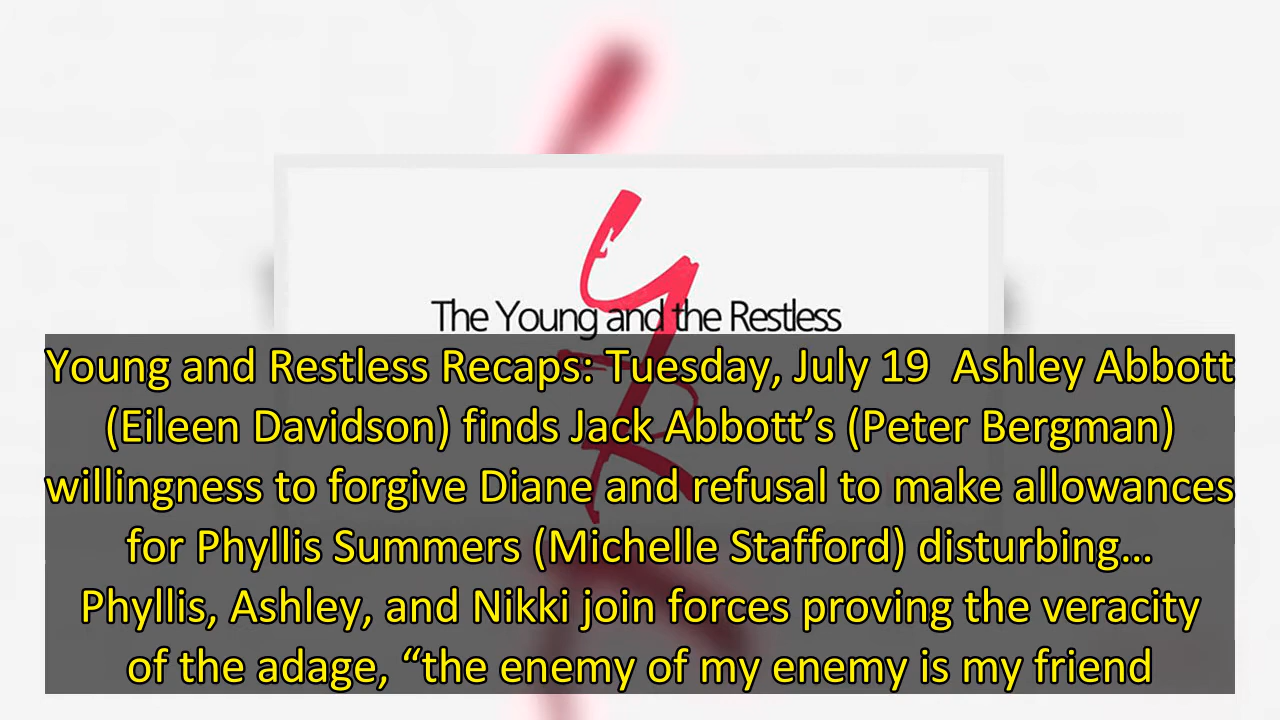 The Young and the Restless
Young and Restless Recaps: Tuesday, July 19  Ashley Abbott
(Eileen Davidson) finds Jack Abbott’s (Peter Bergman)
willingness to forgive Diane and refusal to make allowances
for Phyllis Summers (Michelle Stafford) disturbing…
Phyllis, Ashley, and Nikki join forces proving the veracity
of the adage, “the enemy of my enemy is my friend